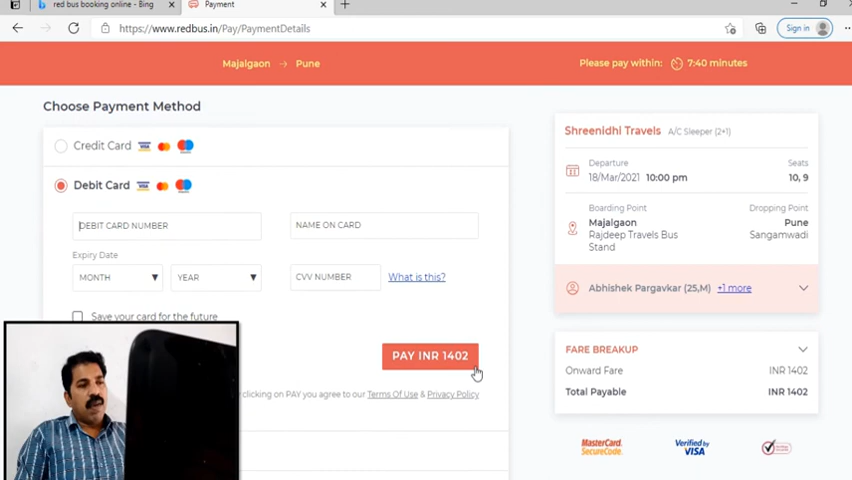 red bus booking online - Bing
Payment
https://www.redbus.in/Pay/PaymentDetails
Sign in
Majalgaon → Pune
Please pay within: 7:40 minutes
Choose Payment Method
Credit Card VISA
Debit Card VISA
DEBIT CARD NUMBER
NAME ON CARD
Expiry Date
MONTH
YEAR
CVV NUMBER
What is this?
Save your card for the future
PAY INR 1402
clicking on PAY you agree to our Terms Of Use & Privacy Policy
Shreenidhi Travels A/C Sleeper (2+1)
Departure
Seats
18/Mar/2021 10:00 pm
10, 9
Boarding Point
Dropping Point
Majalgaon
Pune
Rajdeep Travels Bus
Sangamwadi
Stand
Abhishek Pargavkar (25,M) +1 more
FARE BREAKUP
Onward Fare
INR 1402
Total Payable
INR 1402
MasterCard.
SecureCode.
Verified by
VISA